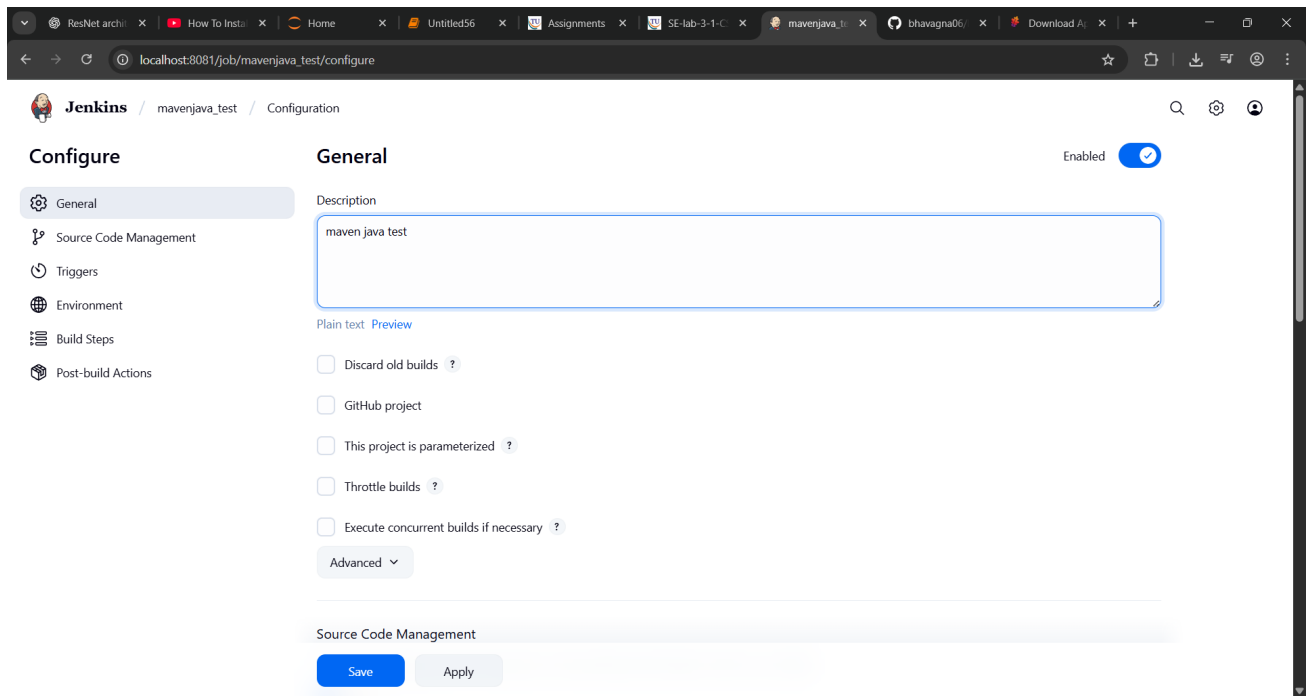 ResNet archit
How To Insta
Home
Untitled56
Assignments
SE-lab-3-1-C
mavenjava_te
bhavagna06/
Download Ap
localhost:8081/job/mavenjava_test/configure
Jenkins / mavenjava_test / Configuration
Configure
General
Source Code Management
Triggers
Environment
Build Steps
Post-build Actions
General
Enabled
Description
maven java test
Plain text Preview
Discard old builds ?
GitHub project
This project is parameterized ?
Throttle builds ?
Execute concurrent builds if necessary ?
Advanced
Source Code Management
Save Apply